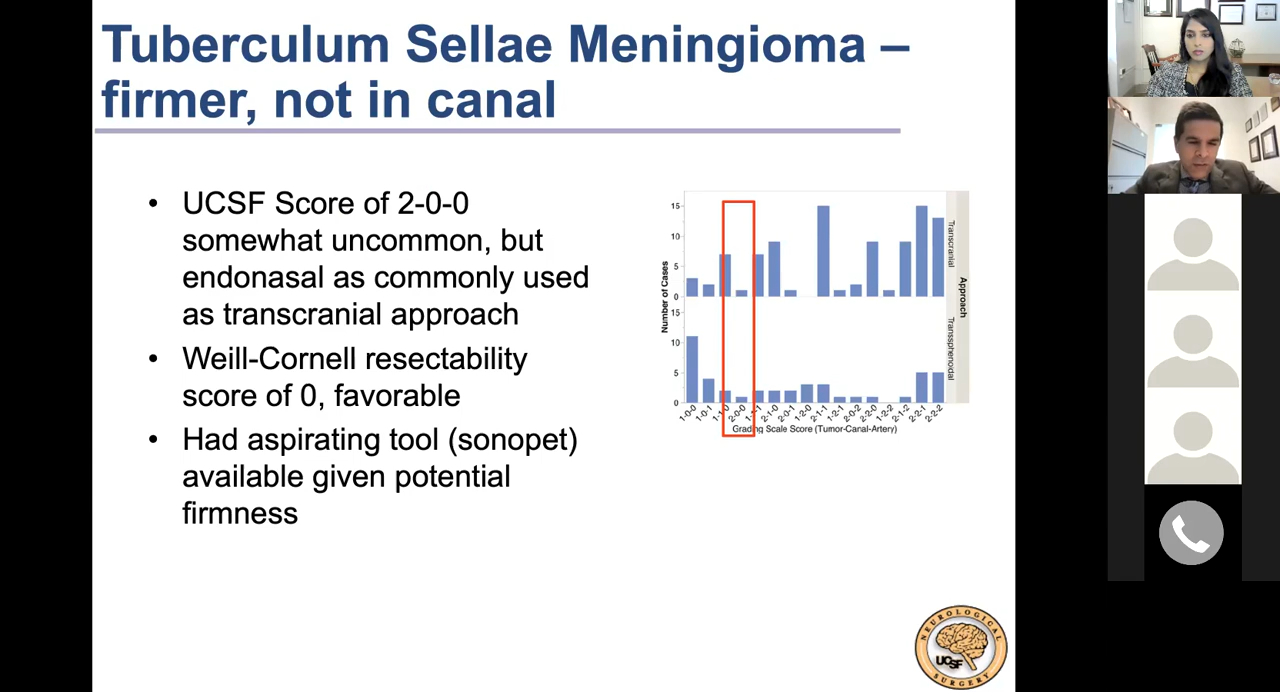 Tuberculum Sellae Meningioma –
firmer, not in canal
• UCSF Score of 2-0-0
somewhat uncommon, but
endonasal as commonly used
as transcranial approach
• Weill-Cornell resectability
score of 0, favorable
• Had aspirating tool (sonopet)
available given potential
firmness
15
10
5
0
15
10
5
0
Number of Cases
Transcranial
Transsphenoidal
Approach
1-0-0
1-0-1
1-1-0
2-0-0
1-1-1
2-1-0
2-0-1
1-2-0
2-1-1
1-2-1
2-0-2
2-2-0
1-2-2
2-1-2
2-2-1
2-2-2
Grading Scale Score (Tumor-Canal-Artery)
NEUROLOGICAL
UCSF
SURGERY